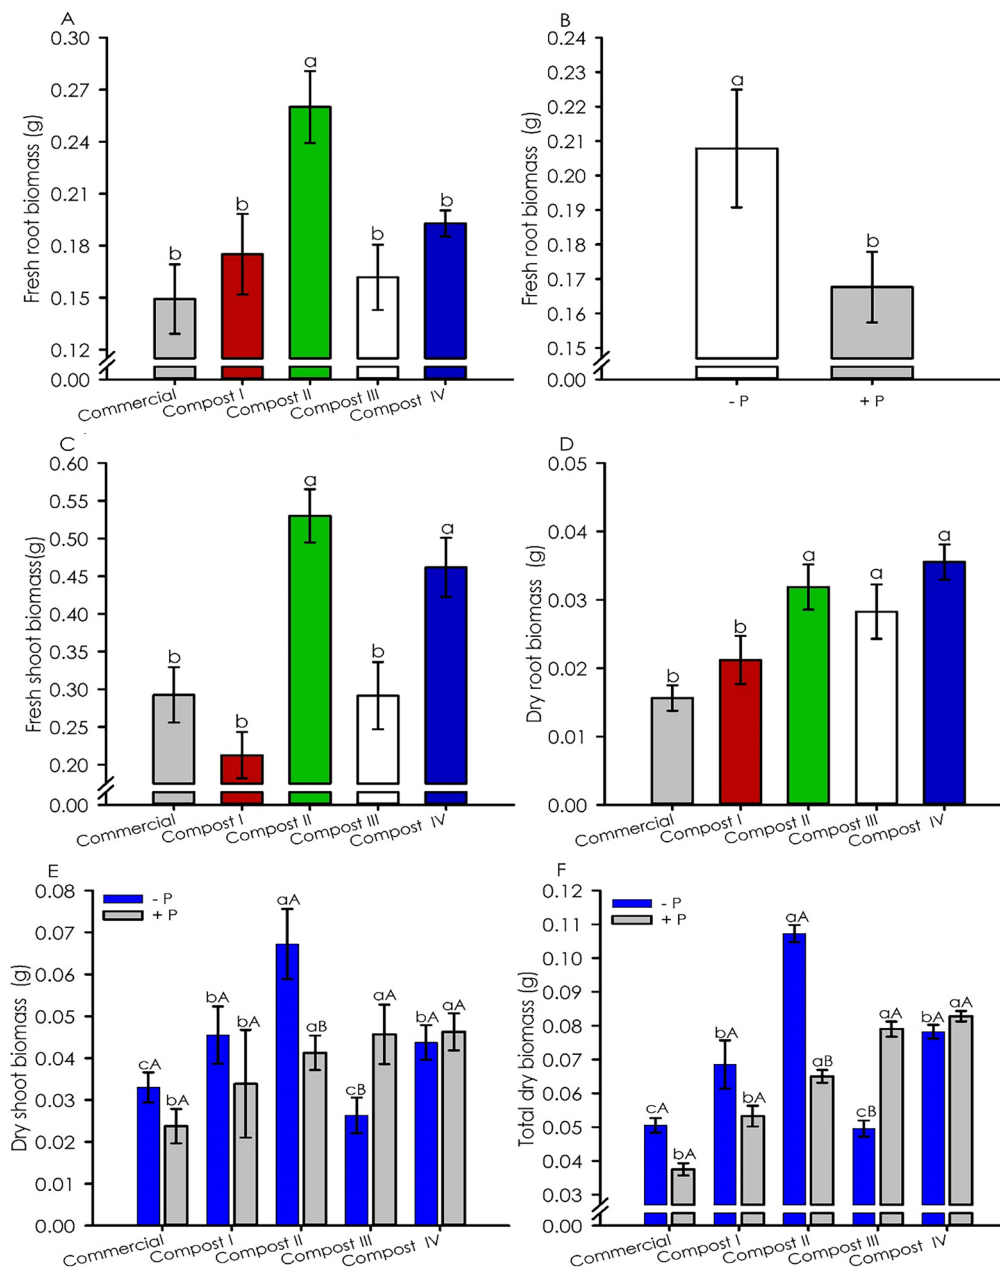 A
Fresh root biomass (g)
0.30
0.27
0.24
0.21
0.18
0.15
0.12
0.00
b
b
a
b
b
Commercial
Compost I
Compost II
Compost III
Compost IV
B
Fresh root biomass (g)
0.24
0.23
0.22
0.21
0.20
0.19
0.18
0.17
0.16
0.15
0.00
a
b
- P
+ P
C
Fresh shoot biomass(g)
0.60
0.55
0.50
0.45
0.40
0.35
0.30
0.25
0.20
0.00
b
b
a
b
a
Commercial
Compost I
Compost II
Compost III
Compost IV
D
Dry root biomass (g)
0.05
0.04
0.03
0.02
0.01
0.00
b
b
a
a
a
Commercial
Compost I
Compost II
Compost III
Compost IV
E
Dry shoot biomass (g)
0.08
0.07
0.06
0.05
0.04
0.03
0.02
0.01
0.00
- P
+ P
cA
bA
bA
bA
aA
aB
cB
aA
bA
aA
Commercial
Compost I
Compost II
Compost III
Compost IV
F
Total dry biomass (g)
0.12
0.11
0.10
0.09
0.08
0.07
0.06
0.05
0.04
0.03
0.00
- P
+ P
cA
bA
bA
bA
aA
aB
cB
aA
bA
aA
Commercial
Compost I
Compost II
Compost III
Compost IV